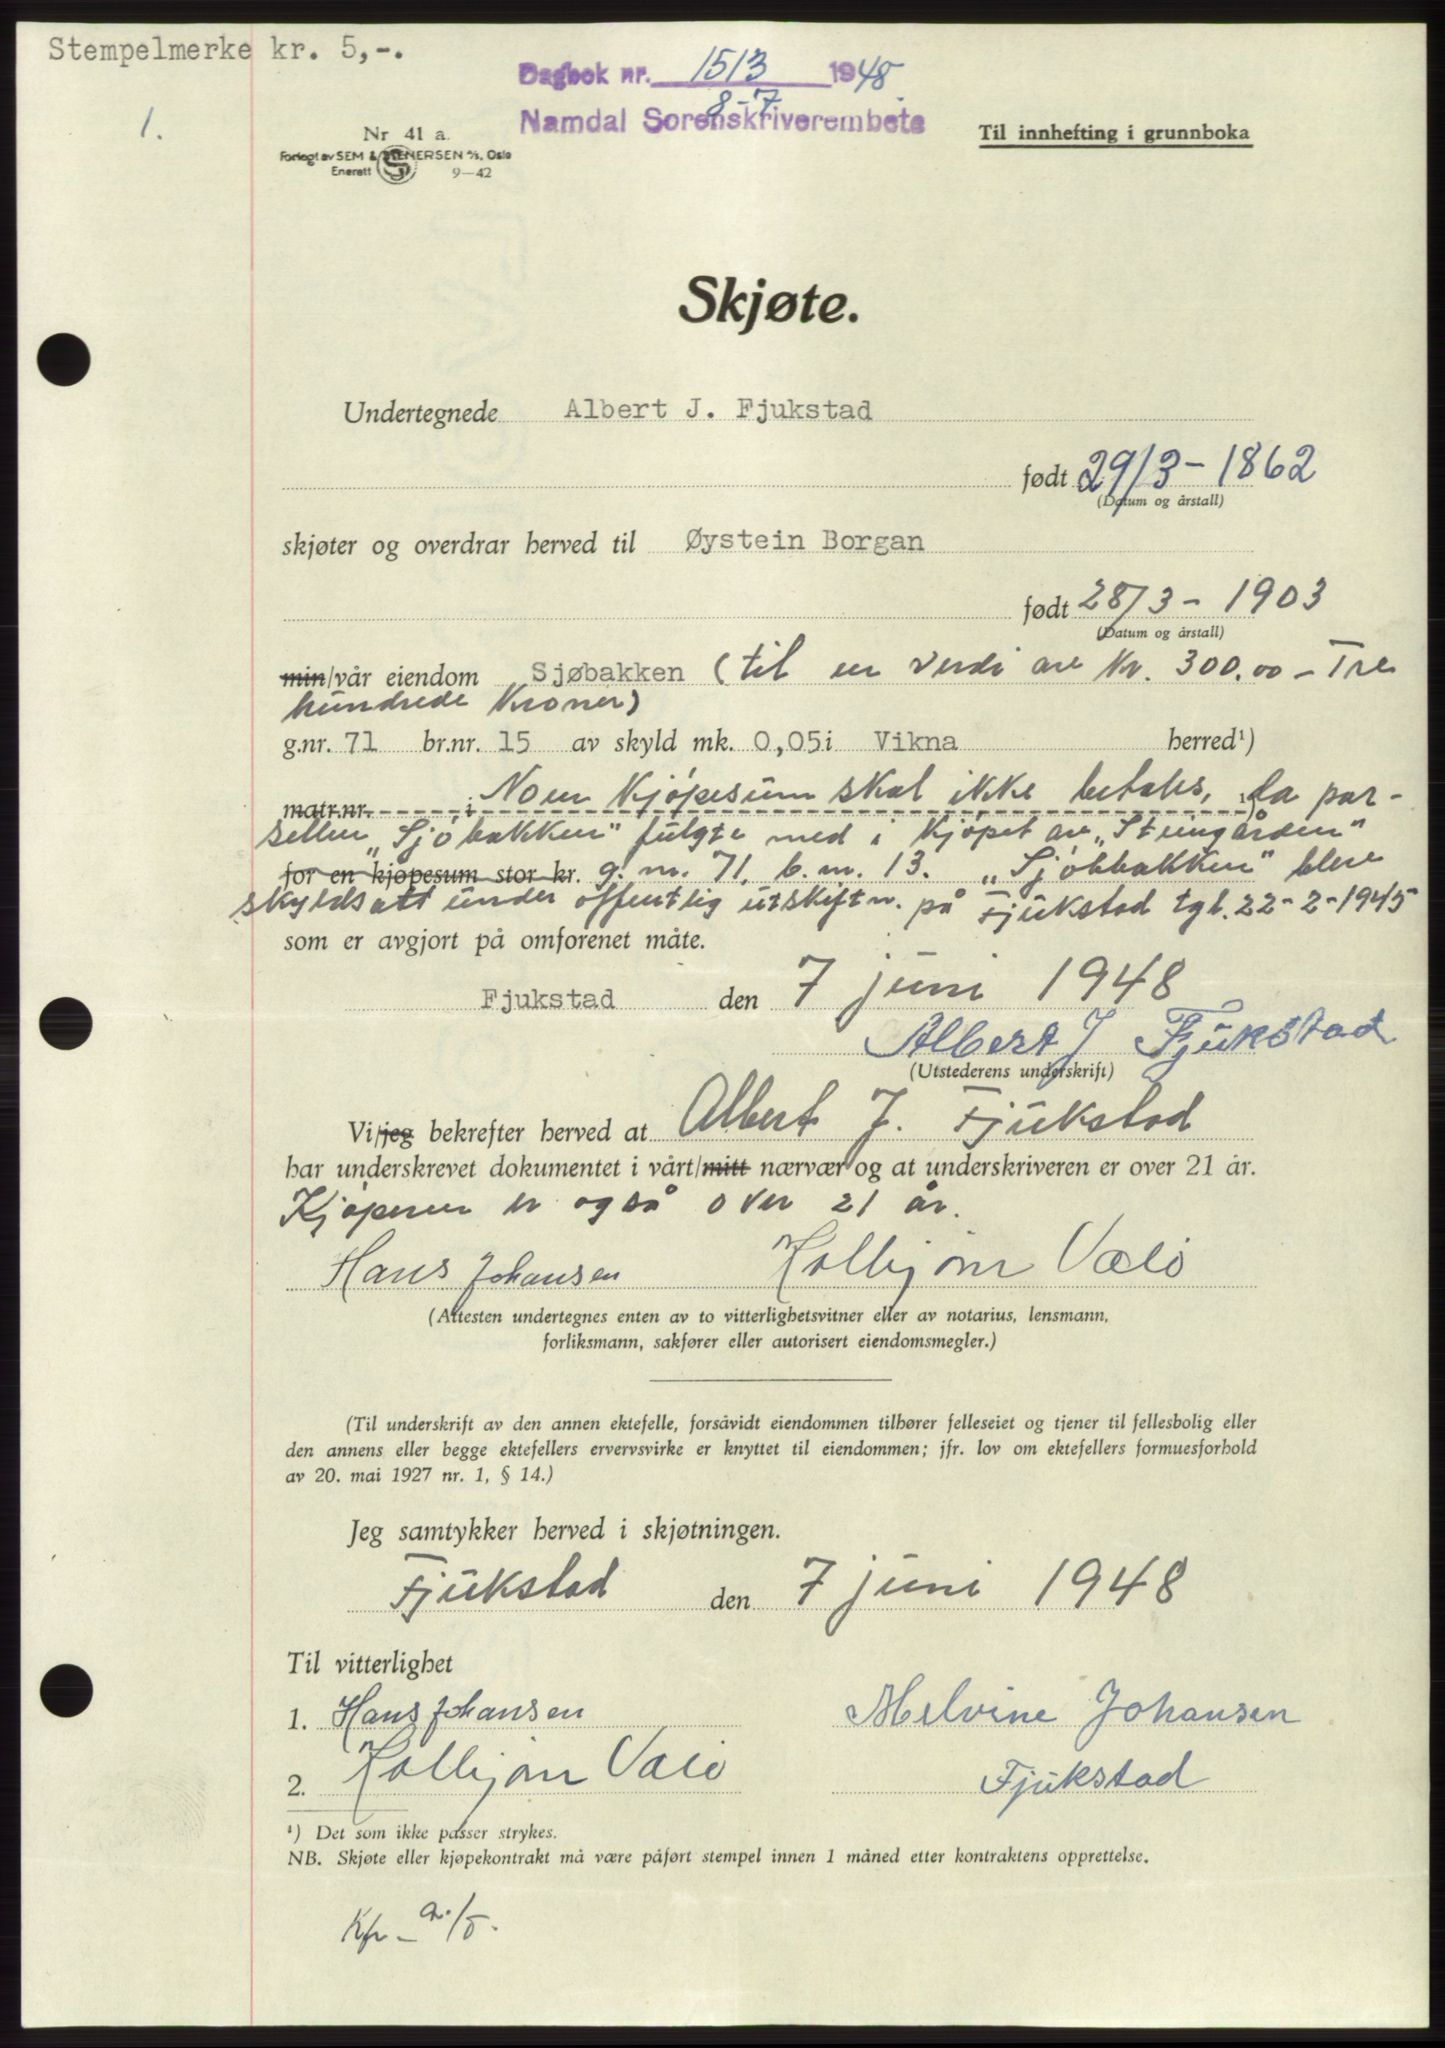 Stempelmerke kr. 5,-.
1.
Dagbok nr. 1513 1948.
8-7
Namdal Sorenskriverembete
Nr 41 a.
Forlagt av SEM & STENERSEN A/S, Oslo
Enerett 9—42
Til innhefting i grunnboka
Skjøte.
Undertegnede Albert J. Fjukstad
født 29/3 - 1862
(Datum og årstall)
skjøter og overdrar herved til Øystein Borgan
født 28/3 - 1903
(Datum og årstall)
min/vår eiendom Sjøbakken (til en verdi av Kr. 300.00 - Tre
hundrede Kroner)
g.nr. 71 br.nr. 15 av skyld mk. 0,05 i Vikna herred¹)
matr.nr. i Noen Kjøpesum skal ikke betales, da par-
sellen „Sjøbakken" fulgte med i Kjøpet av „Steingården"
for en kjøpesum stor kr. g.nr. 71, b.nr. 13. „Sjøbbakken" blev
skyldsatt under offentlig utskiftn. på Fjukstad tgl. 22-2-1945
som er avgjort på omforenet måte.
Fjukstad den 7 juni 1948
Albert J Fjukstad
(Utstederens underskrift)
Vi/jeg bekrefter herved at Albert J. Fjukstad
har underskrevet dokumentet i vårt/mitt nærvær og at underskriveren er over 21 år.
Kjøperen er også over 21 år.
Hans Johansen Kolbjørn Valø
(Attesten undertegnes enten av to vitterlighetsvitner eller av notarius, lensmann,
forliksmann, sakfører eller autorisert eiendomsmegler.)
(Til underskrift av den annen ektefelle, forsåvidt eiendommen tilhører felleseiet og tjener til fellesbolig eller
den annens eller begge ektefellers ervervsvirke er knyttet til eiendommen; jfr. lov om ektefellers formuesforhold
av 20. mai 1927 nr. 1, § 14.)
Jeg samtykker herved i skjøtningen.
Fjukstad den 7 juni 1948
Til vitterlighet
1. Hans Johansen Melvine Johansen
2. Kolbjørn Valø Fjukstad
¹) Det som ikke passer strykes.
NB. Skjøte eller kjøpekontrakt må være påført stempel innen 1 måned etter kontraktens opprettelse.